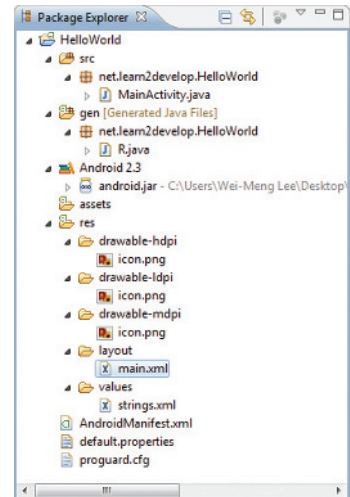 Package Explorer
HelloWorld
src
net.learn2develop.HelloWorld
MainActivity.java
gen [Generated Java Files]
net.learn2develop.HelloWorld
R.java
Android 2.3
android.jar - C:\Users\Wei-Meng Lee\Desktop\
assets
res
drawable-hdpi
icon.png
drawable-ldpi
icon.png
drawable-mdpi
icon.png
layout
main.xml
values
strings.xml
AndroidManifest.xml
default.properties
proguard.cfg